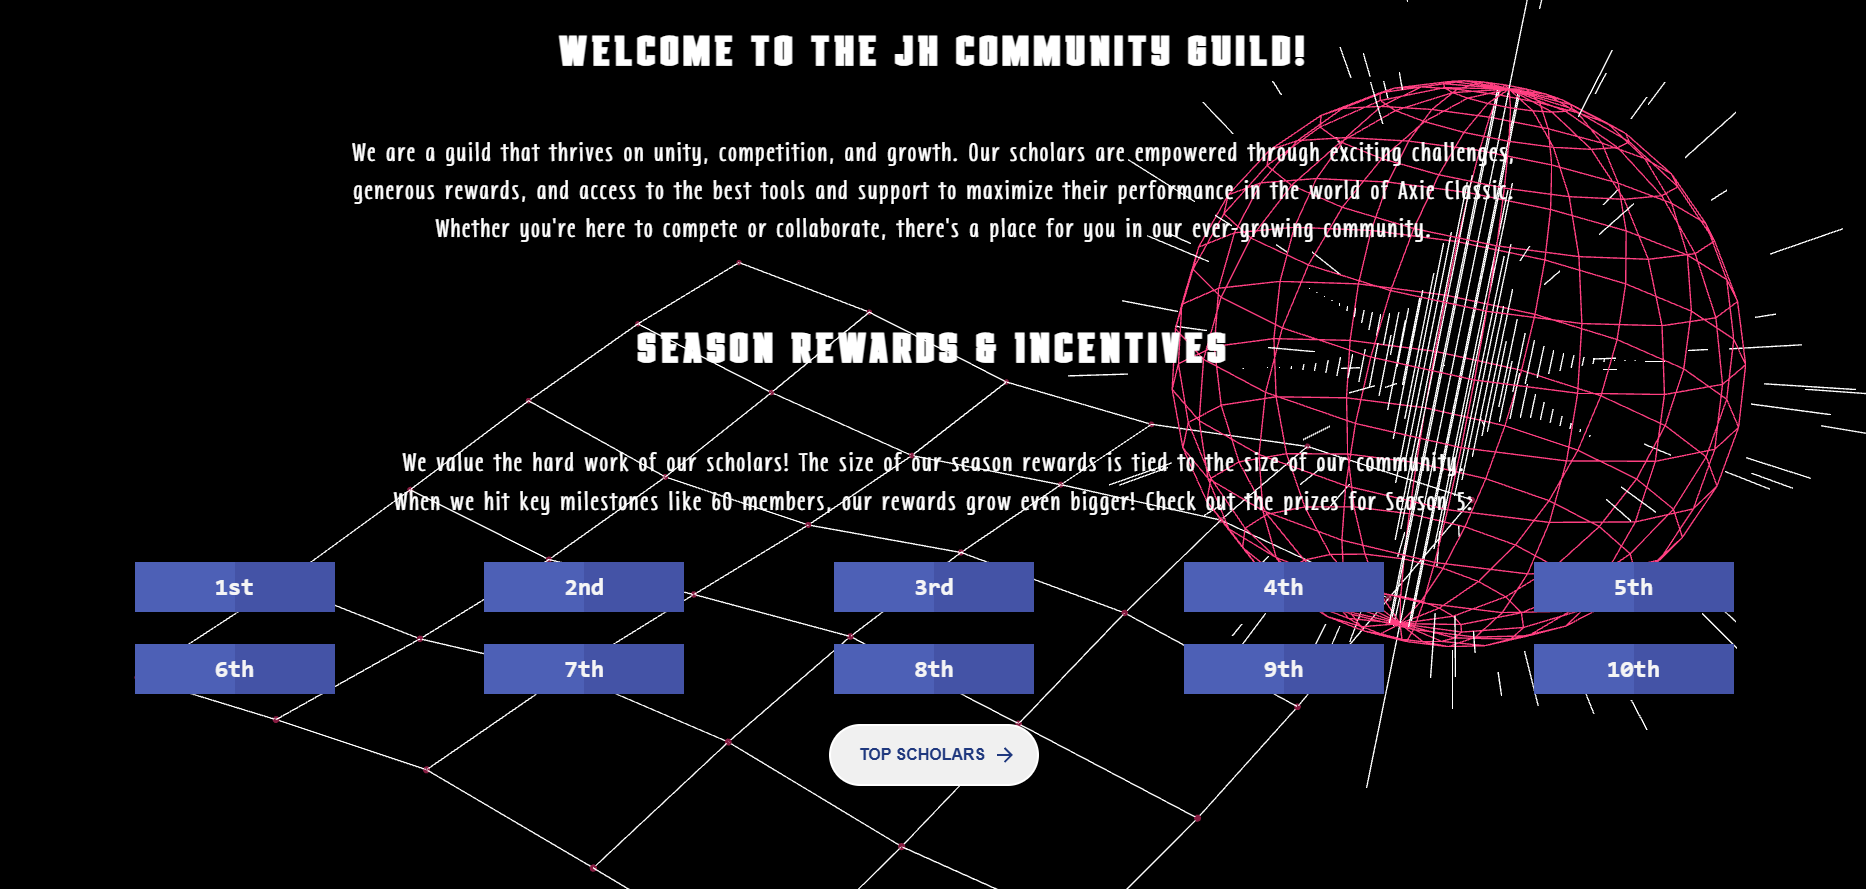 WELCOME TO THE JH COMMUNITY GUILD!
We are a guild that thrives on unity, competition, and growth. Our scholars are empowered through exciting challenges,
generous rewards, and access to the best tools and support to maximize their performance in the world of Axie Classic.
Whether you're here to compete or collaborate, there's a place for you in our ever-growing community.
SEASON REWARDS & INCENTIVES
We value the hard work of our scholars! The size of our season rewards is tied to the size of our community.
When we hit key milestones like 60 members, our rewards grow even bigger! Check out the prizes for Season 5:
1st 2nd 3rd 4th 5th
6th 7th 8th 9th 10th
TOP SCHOLARS →